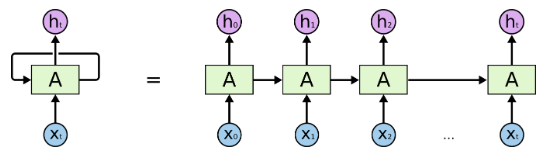 hₜ h₀ h₁ h₂ hₜ
A = A A A A
xₜ x₀ x₁ x₂ ... xₜ